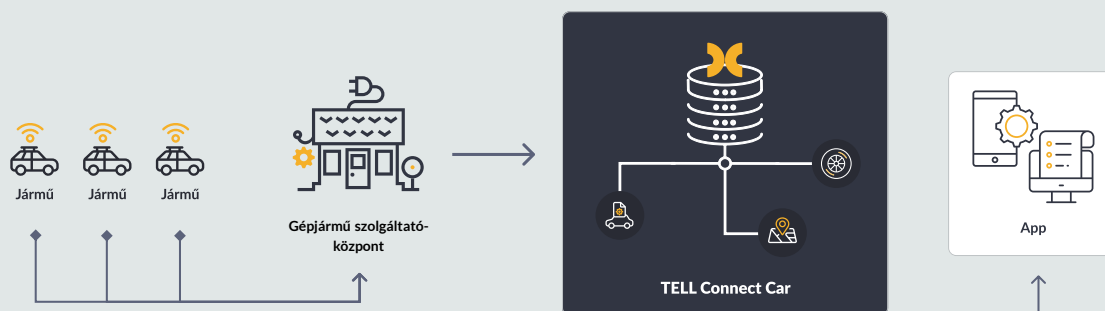 Jármű
Jármű
Jármű
Gépjármű szolgáltató-
központ
TELL Connect Car
App